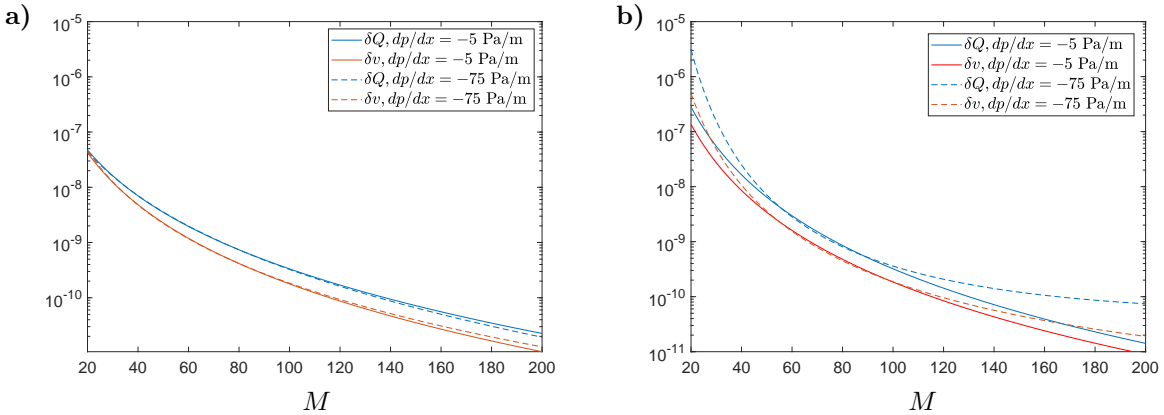 a)
10^-5
10^-6
10^-7
10^-8
10^-9
10^-10
δQ, dp/dx = −5 Pa/m
δv, dp/dx = −5 Pa/m
δQ, dp/dx = −75 Pa/m
δv, dp/dx = −75 Pa/m
20 40 60 80 100 120 140 160 180 200
M
b)
10^-5
10^-6
10^-7
10^-8
10^-9
10^-10
10^-11
δQ, dp/dx = −5 Pa/m
δv, dp/dx = −5 Pa/m
δQ, dp/dx = −75 Pa/m
δv, dp/dx = −75 Pa/m
20 40 60 80 100 120 140 160 180 200
M